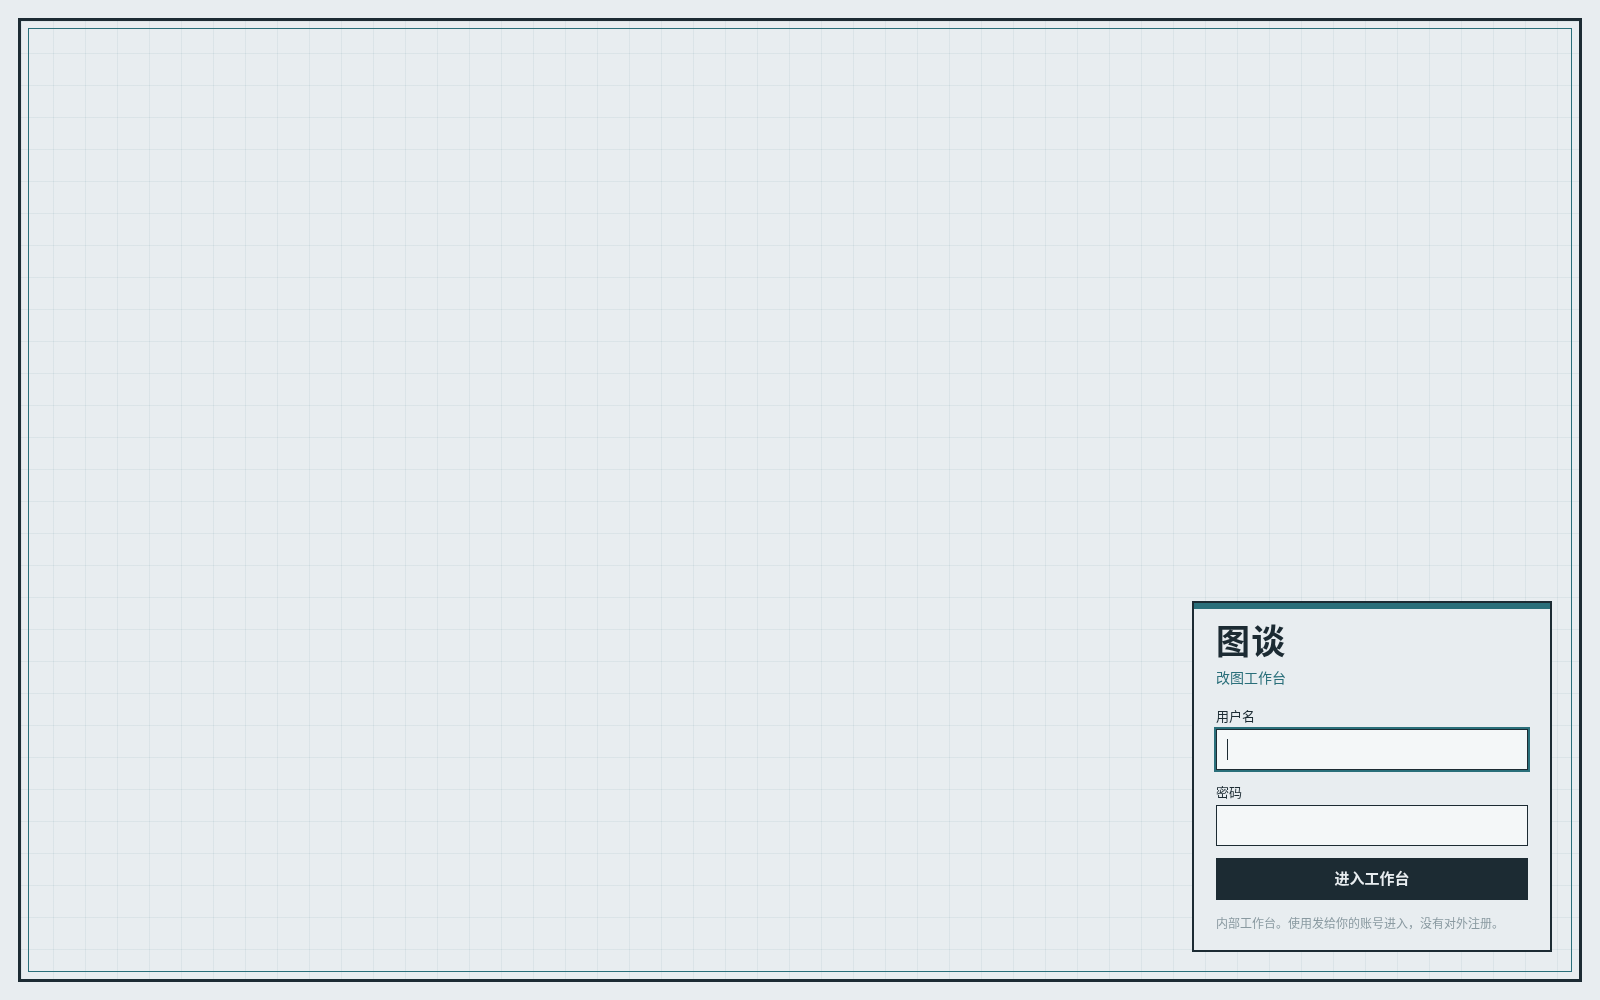 图谈
改图工作台
用户名
密码
进入工作台
内部工作台。使用发给你的账号进入，没有对外注册。